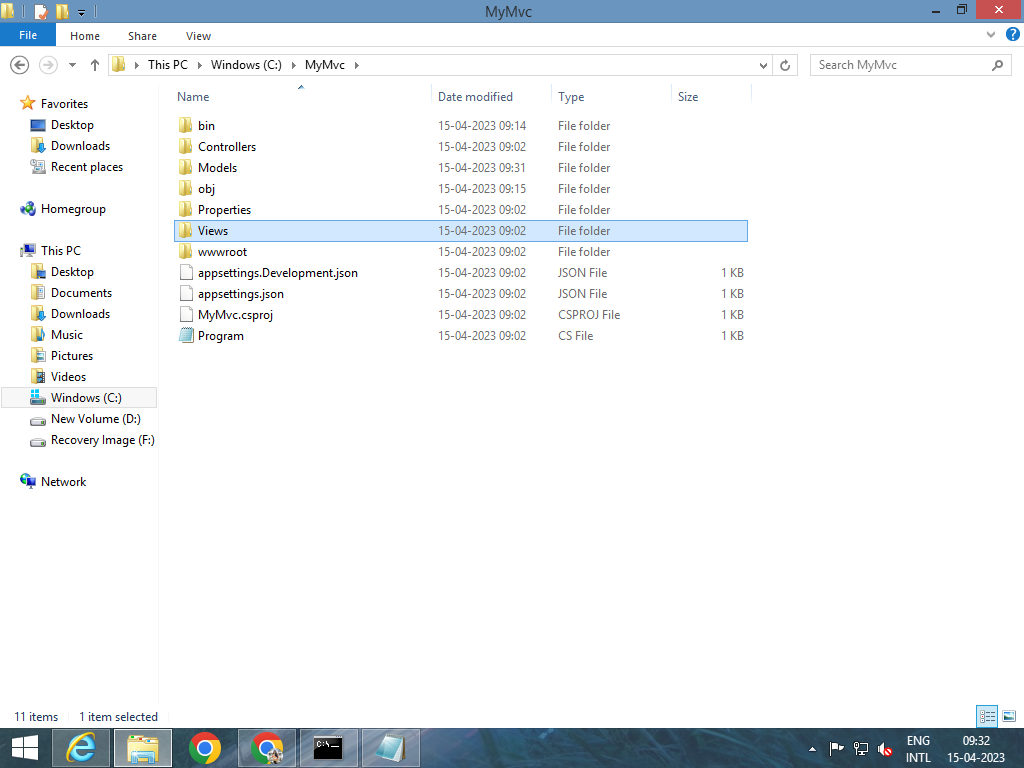 MyMvc
File Home Share View
This PC Windows (C:) MyMvc Search MyMvc
Name Date modified Type Size
Favorites
Desktop
Downloads
Recent places
Homegroup
This PC
Desktop
Documents
Downloads
Music
Pictures
Videos
Windows (C:)
New Volume (D:)
Recovery Image (F:)
Network
bin 15-04-2023 09:14 File folder
Controllers 15-04-2023 09:02 File folder
Models 15-04-2023 09:31 File folder
obj 15-04-2023 09:15 File folder
Properties 15-04-2023 09:02 File folder
Views 15-04-2023 09:02 File folder
wwwroot 15-04-2023 09:02 File folder
appsettings.Development.json 15-04-2023 09:02 JSON File 1 KB
appsettings.json 15-04-2023 09:02 JSON File 1 KB
MyMvc.csproj 15-04-2023 09:02 CSPROJ File 1 KB
Program 15-04-2023 09:02 CS File 1 KB
11 items 1 item selected
ENG 09:32
INTL 15-04-2023